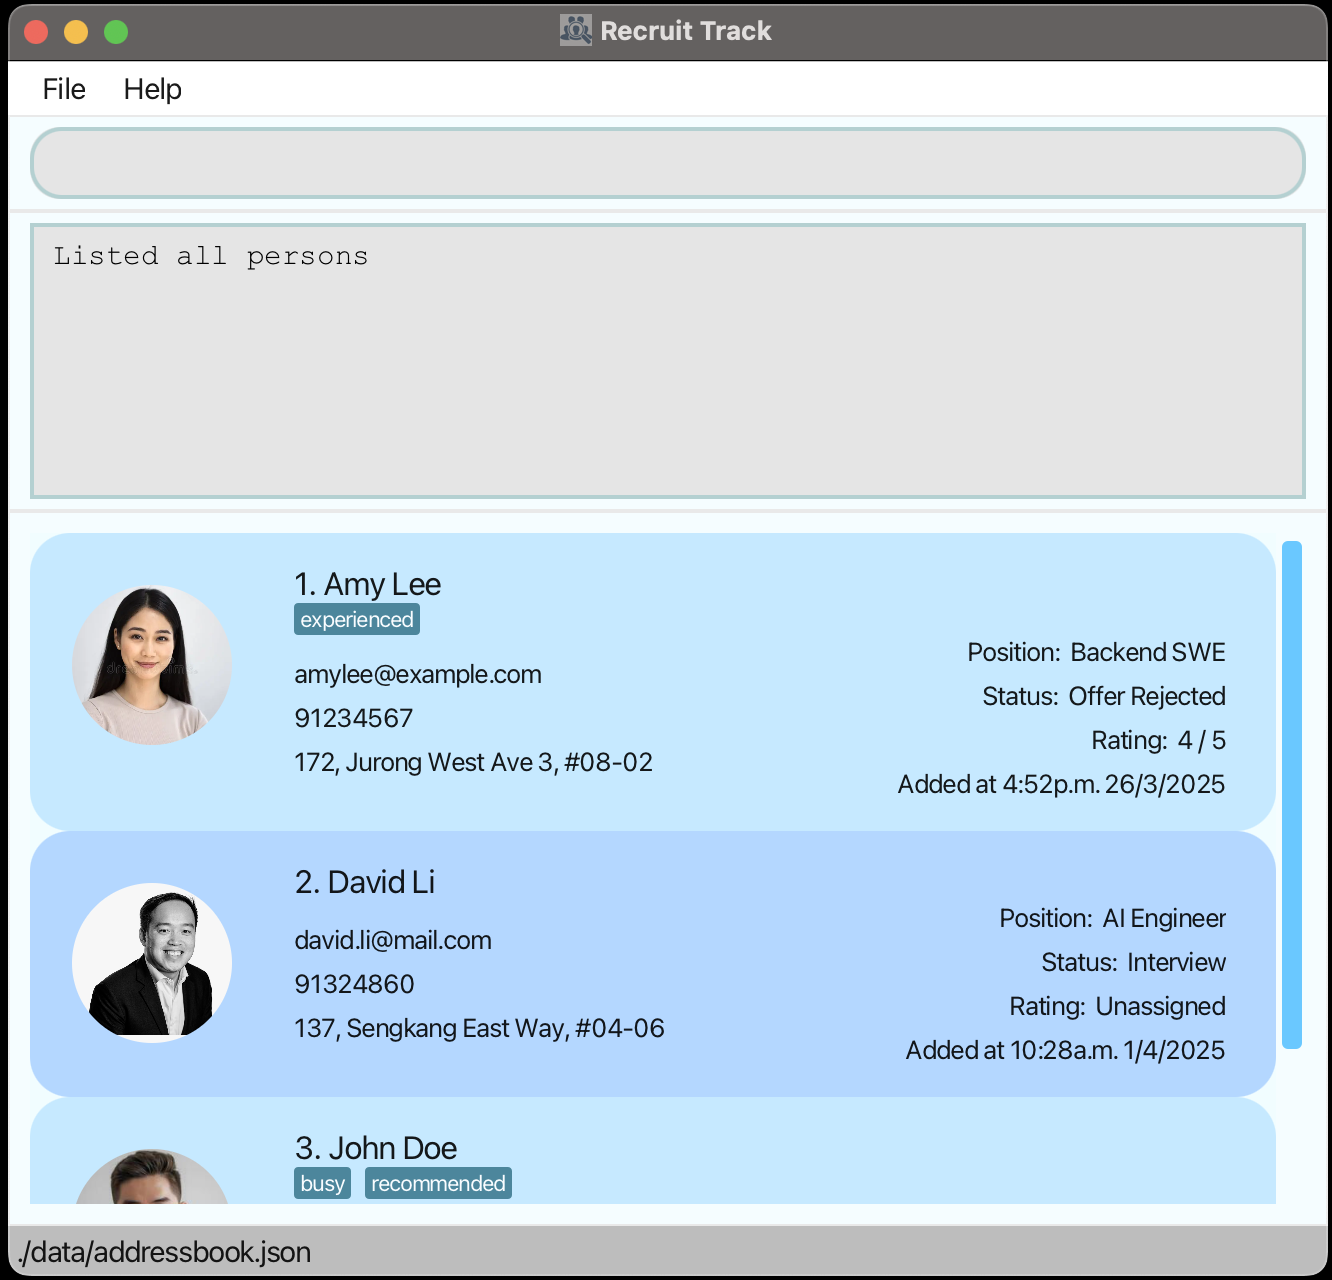 Recruit Track
File Help
Listed all persons
1. Amy Lee
experienced
amylee@example.com
91234567
172, Jurong West Ave 3, #08-02
Position: Backend SWE
Status: Offer Rejected
Rating: 4 / 5
Added at 4:52p.m. 26/3/2025
2. David Li
david.li@mail.com
91324860
137, Sengkang East Way, #04-06
Position: AI Engineer
Status: Interview
Rating: Unassigned
Added at 10:28a.m. 1/4/2025
3. John Doe
busy recommended
./data/addressbook.json